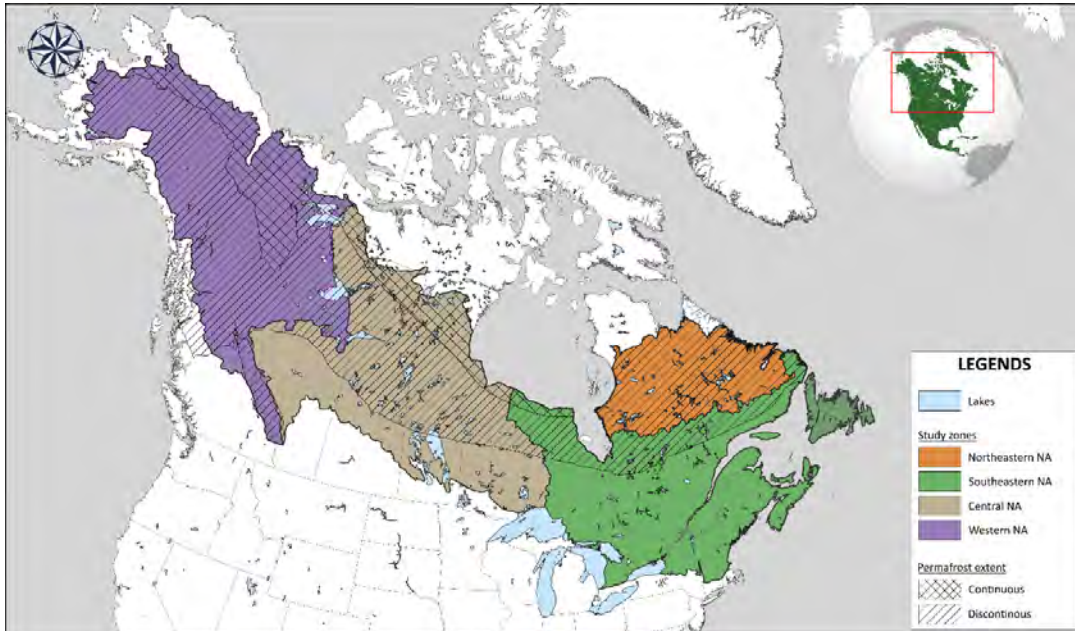 N
W
LEGENDS
Lakes
Study zones
Northeastern NA
Southeastern NA
Central NA
Western NA
Permafrost extent
Continuous
Discontinous